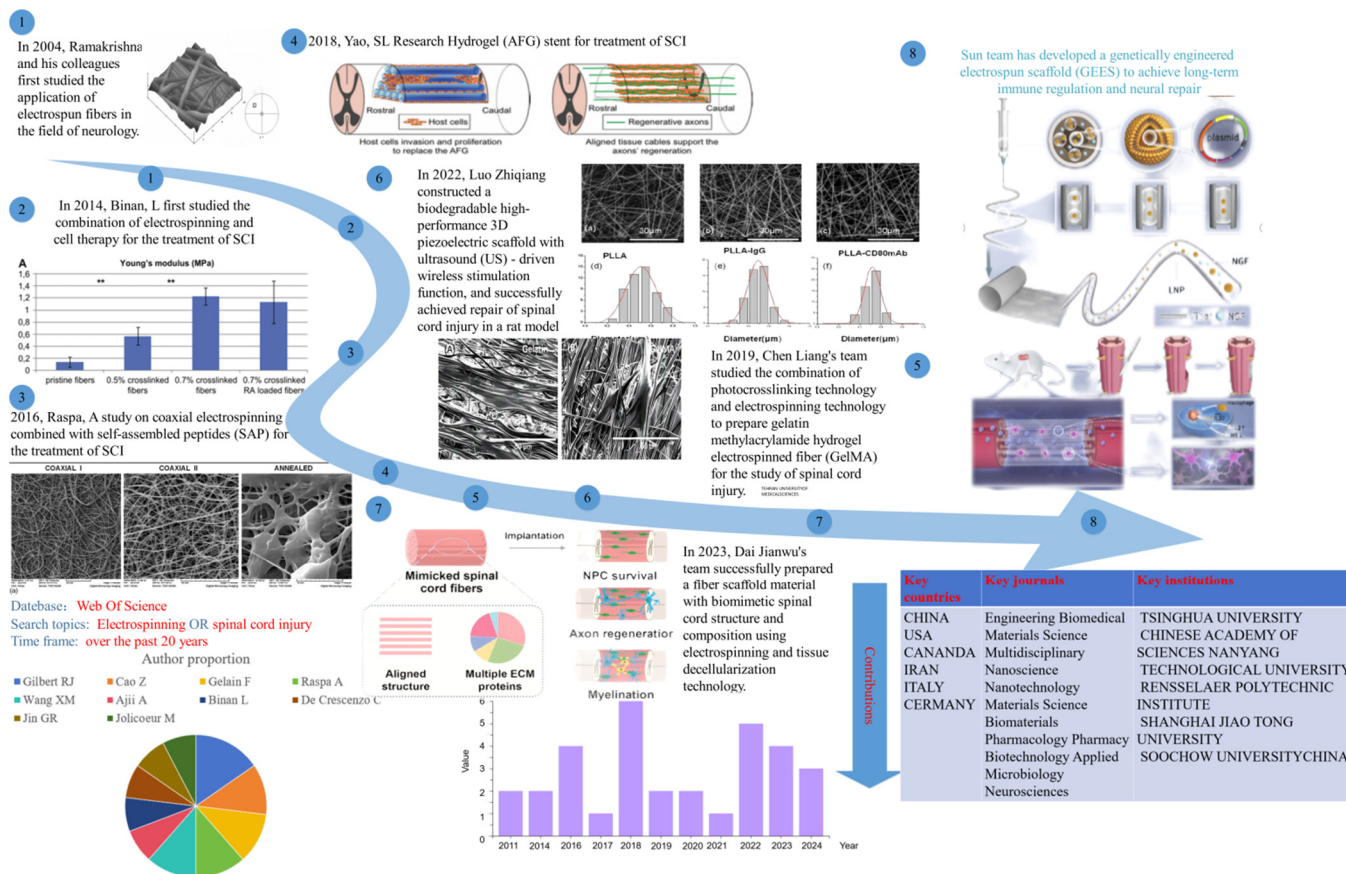 1
In 2004, Ramakrishna
and his colleagues
first studied the
application of
electrospun fibers in
the field of neurology.
4
2018, Yao, SL Research Hydrogel (AFG) stent for treatment of SCI
Rostral
Caudal
Host cells
Host cells invasion and proliferation
to replace the AFG
Rostral
Caudal
Regenerative axons
Aligned tissue cables support the
axons' regeneration
8
Sun team has developed a genetically engineered
electrospun scaffold (GEES) to achieve long-term
immune regulation and neural repair
plasmid
NGF
LNP
NGF
1
2
In 2014, Binan, L first studied the
combination of electrospinning and
cell therapy for the treatment of SCI
A
Young's modulus (MPa)
1,6
1,4
1,2
1
0,8
0,6
0,4
0,2
0
**
**
pristine fibers
0.5% crosslinked
fibers
0.7% crosslinked
fibers
0.7% crosslinked
RA loaded fibers
2
3
6
In 2022, Luo Zhiqiang
constructed a
biodegradable high-
performance 3D
piezoelectric scaffold with
ultrasound (US) - driven
wireless stimulation
function, and successfully
achieved repair of spinal
cord injury in a rat model
(a)
30µm
(b)
30µm
(c)
30µm
PLLA
PLLA-IgG
PLLA-CD80mAb
(d)
(e)
(f)
Diameter(µm)
Diameter(µm)
(A)
Gelatin
5
In 2019, Chen Liang's team
studied the combination of
photocrosslinking technology
and electrospinning technology
to prepare gelatin
methylacrylamide hydrogel
electrospinned fiber (GelMA)
for the study of spinal cord
injury.
TEHRAN UNIVERSITYOF
MEDICALSCIENCES
macrophage
3
2016, Raspa, A study on coaxial electrospinning
combined with self-assembled peptides (SAP) for
the treatment of SCI
COAXIAL I
COAXIAL II
ANNEALED
(a)
4
5
6
7
8
7
Implantation
Mimicked spinal
cord fibers
Aligned
structure
Multiple ECM
proteins
NPC survival
Axon regeneratior
Myelination
In 2023, Dai Jianwu's
team successfully prepared
a fiber scaffold material
with biomimetic spinal
cord structure and
composition using
electrospinning and tissue
decellularization
technology.
Datebase: Web Of Science
Search topics: Electrospinning OR spinal cord injury
Time frame: over the past 20 years
Author proportion
Gilbert RJ
Cao Z
Gelain F
Raspa A
Wang XM
Ajii A
Binan L
De Crescenzo C
Jin GR
Jolicoeur M
Value
6
5
4
3
2
1
0
2011
2014
2016
2017
2018
2019
2020
2021
2022
2023
2024
Year
Contributions
Key
countries
CHINA
USA
CANANDA
IRAN
ITALY
CERMANY
Key journals
Engineering Biomedical
Materials Science
Multidisciplinary
Nanoscience
Nanotechnology
Materials Science
Biomaterials
Pharmacology Pharmacy
Biotechnology Applied
Microbiology
Neurosciences
Key institutions
TSINGHUA UNIVERSITY
CHINESE ACADEMY OF
SCIENCES NANYANG
TECHNOLOGICAL UNIVERSITY
RENSSELAER POLYTECHNIC
INSTITUTE
SHANGHAI JIAO TONG
UNIVERSITY
SOOCHOW UNIVERSITYCHINA